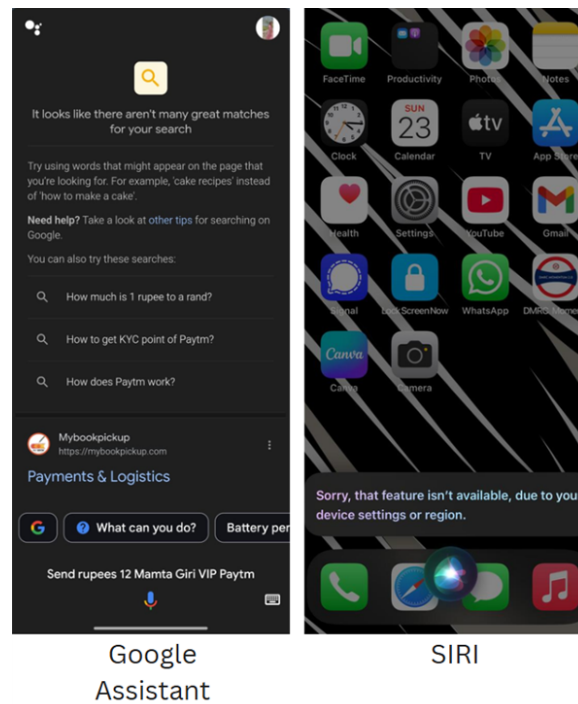 It looks like there aren't many great matches
for your search
Try using words that might appear on the page that
you're looking for. For example, 'cake recipes' instead
of 'how to make a cake'.
Need help? Take a look at other tips for searching on
Google.
You can also try these searches:
How much is 1 rupee to a rand?
How to get KYC point of Paytm?
How does Paytm work?
Mybookpickup
https://mybookpickup.com
Payments & Logistics
G
What can you do?
Battery per
Send rupees 12 Mamta Giri VIP Paytm
Google
Assistant
FaceTime Productivity Photos Notes
SUN
23
tv
Clock Calendar TV App Store
Health Settings YouTube Gmail
Signal LockScreenNow WhatsApp DMRC Momen
Canva
Canva Camera
Sorry, that feature isn't available, due to you
device settings or region.
SIRI